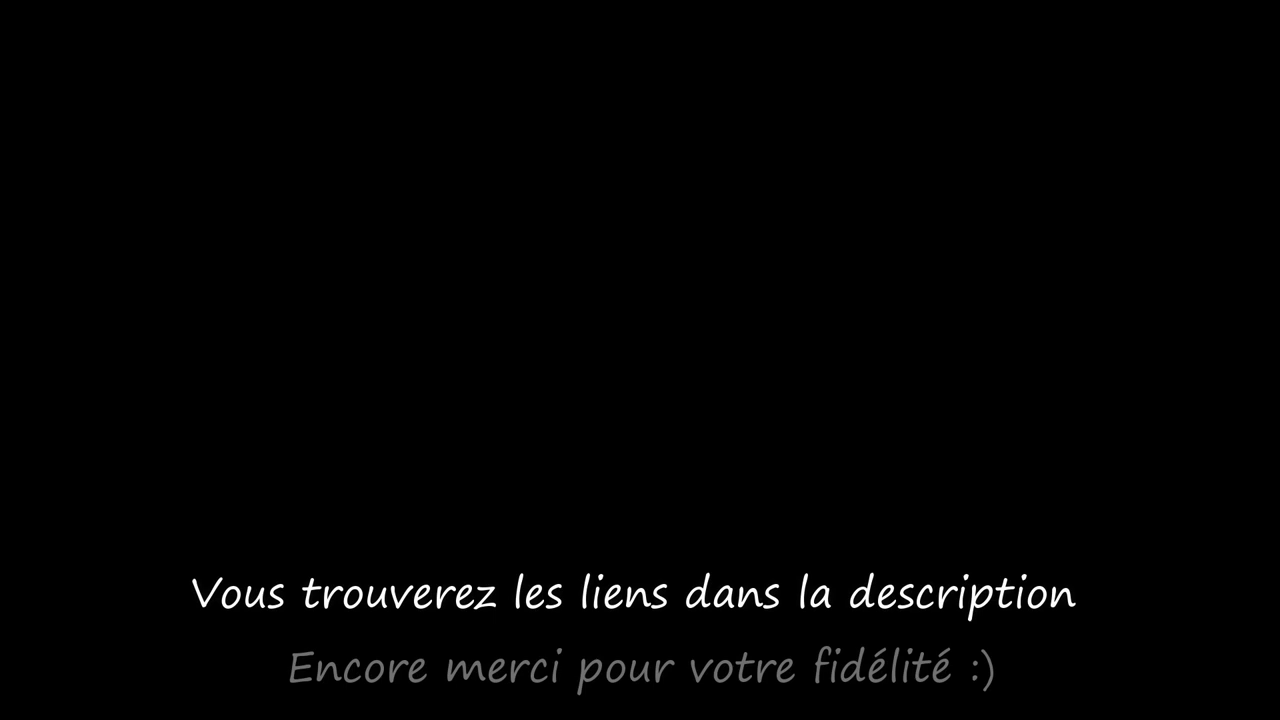 Vous trouverez les liens dans la description
Encore merci pour votre fidélité :)